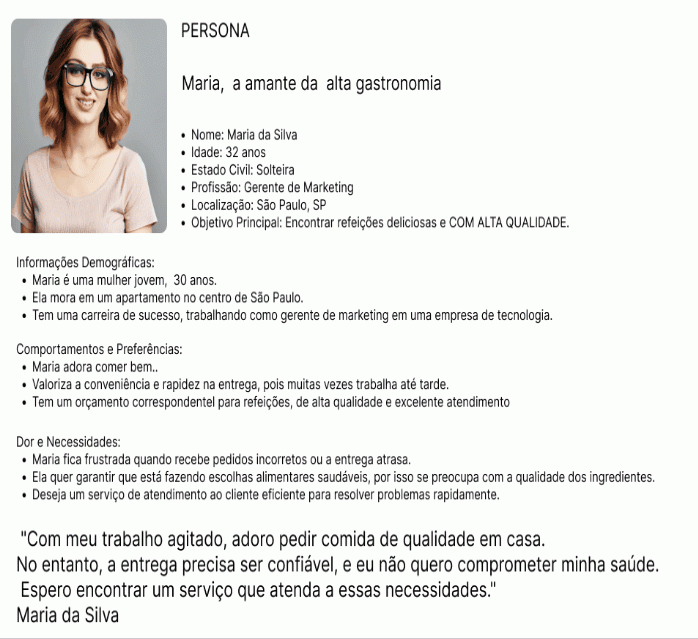 PERSONA
Maria, a amante da alta gastronomia
• Nome: Maria da Silva
• Idade: 32 anos
• Estado Civil: Solteira
• Profissão: Gerente de Marketing
• Localização: São Paulo, SP
• Objetivo Principal: Encontrar refeições deliciosas e COM ALTA QUALIDADE.
Informações Demográficas:
• Maria é uma mulher jovem, 30 anos.
• Ela mora em um apartamento no centro de São Paulo.
• Tem uma carreira de sucesso, trabalhando como gerente de marketing em uma empresa de tecnologia.
Comportamentos e Preferências:
• Maria adora comer bem..
• Valoriza a conveniência e rapidez na entrega, pois muitas vezes trabalha até tarde.
• Tem um orçamento correspondentel para refeições, de alta qualidade e excelente atendimento
Dor e Necessidades:
• Maria fica frustrada quando recebe pedidos incorretos ou a entrega atrasa.
• Ela quer garantir que está fazendo escolhas alimentares saudáveis, por isso se preocupa com a qualidade dos ingredientes.
• Deseja um serviço de atendimento ao cliente eficiente para resolver problemas rapidamente.
"Com meu trabalho agitado, adoro pedir comida de qualidade em casa.
No entanto, a entrega precisa ser confiável, e eu não quero comprometer minha saúde.
Espero encontrar um serviço que atenda a essas necessidades."
Maria da Silva